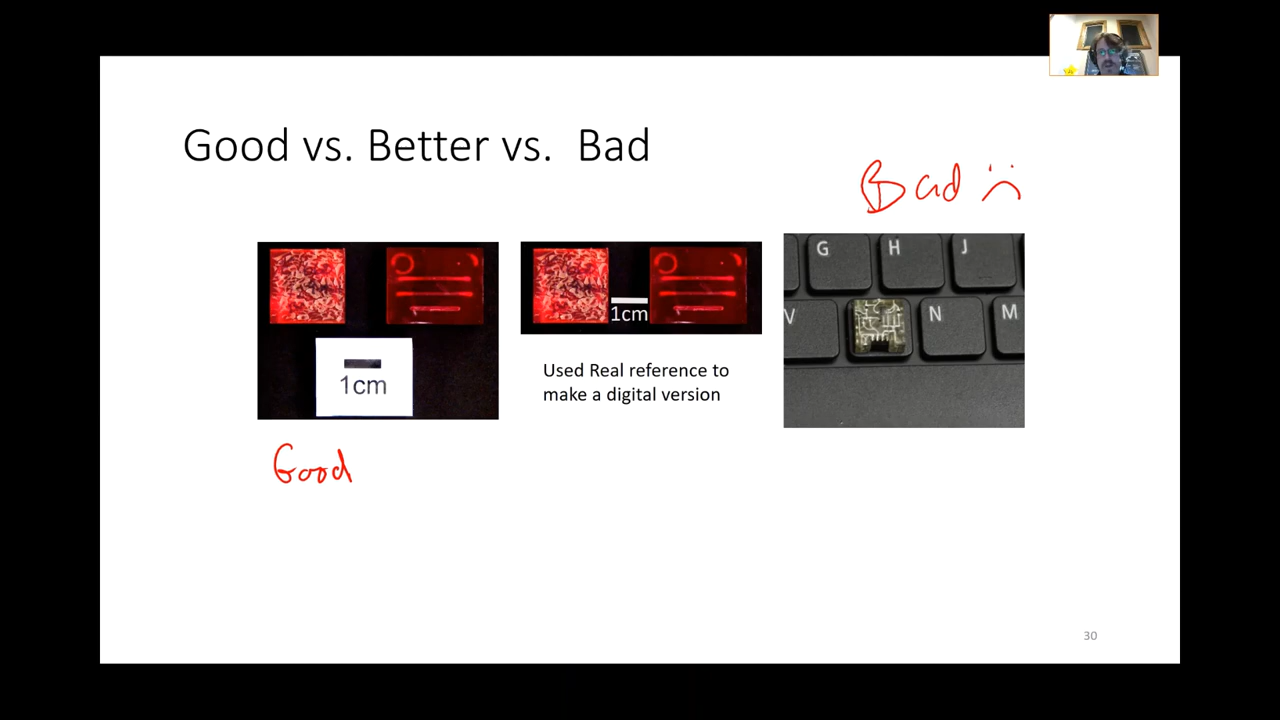 Good vs. Better vs. Bad
Bad
1cm
1cm
Used Real reference to
make a digital version
G H J
V N M
Good
30